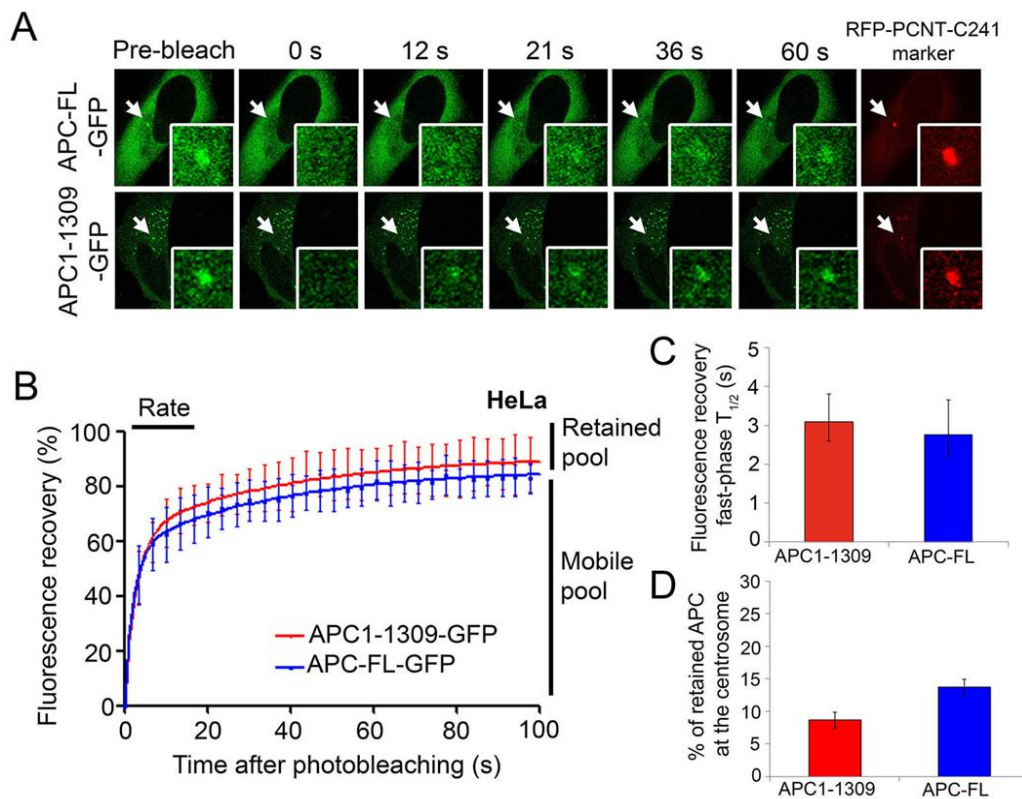 A
Pre-bleach 0 s 12 s 21 s 36 s 60 s RFP-PCNT-C241
marker
APC-FL
-GFP
APC1-1309
-GFP
B
Rate
HeLa
Fluorescence recovery (%)
100
80
60
40
20
0
0 20 40 60 80 100
Time after photobleaching (s)
APC1-1309-GFP
APC-FL-GFP
Retained
pool
Mobile
pool
C
Fluorescence recovery
fast-phase T1/2 (s)
5
4
3
2
1
0
APC1-1309 APC-FL
D
% of retained APC
at the centrosome
30
25
20
15
10
5
0
APC1-1309 APC-FL